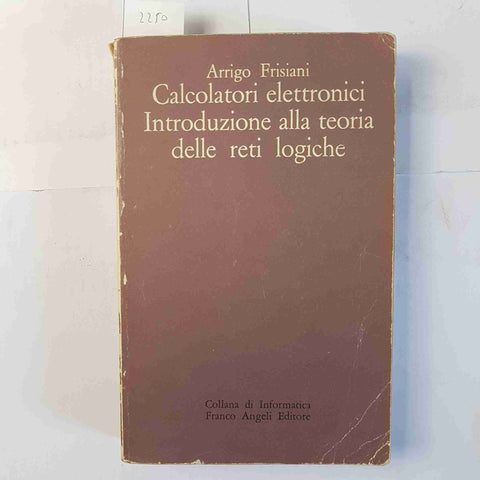 2250
Arrigo Frisiani
Calcolatori elettronici
Introduzione alla teoria
delle reti logiche
Collana di Informatica
Franco Angeli Editore